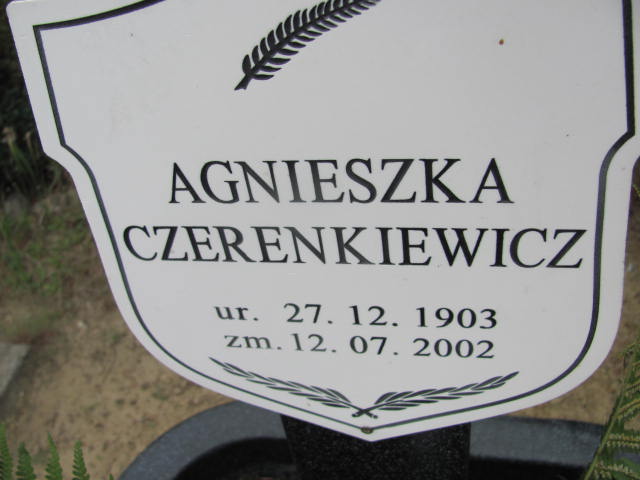 AGNIESZKA
CZERENKIEWICZ
ur. 27. 12. 1903
zm. 12. 07. 2002